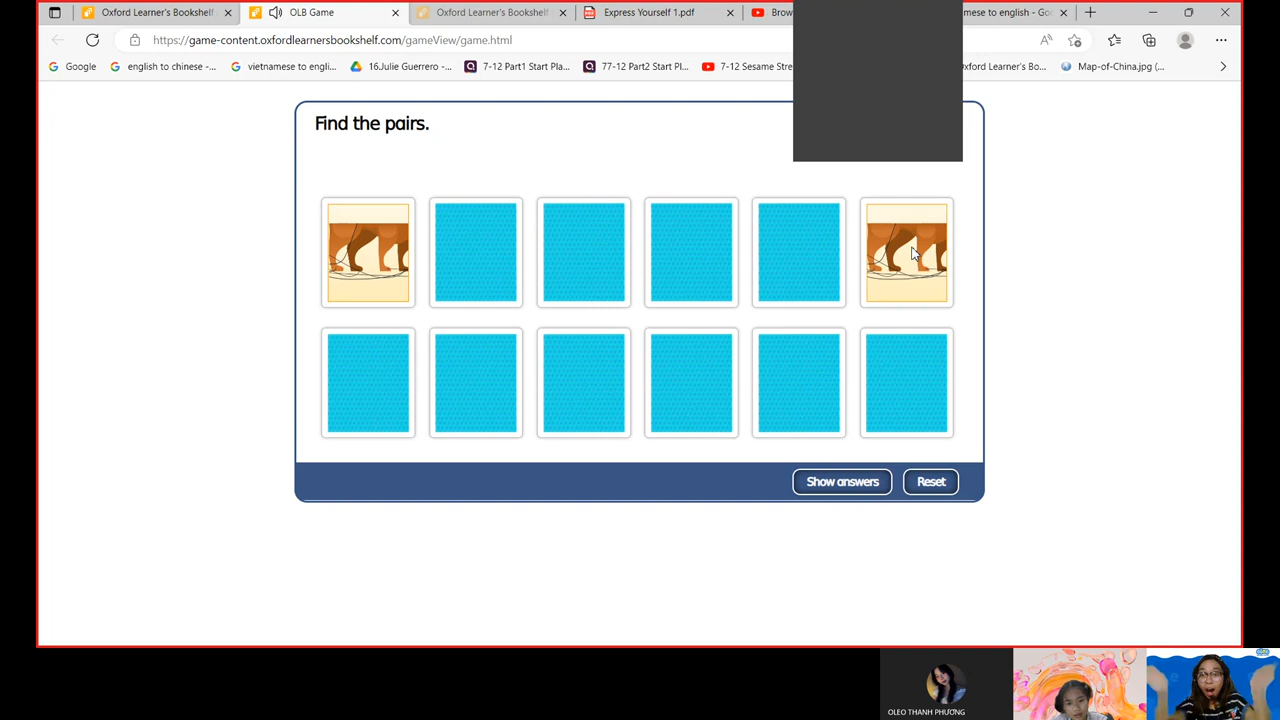 Oxford Learner's Bookshelf
OLB Game
Oxford Learner's Bookshelf
Express Yourself 1.pdf
Brow
mese to english - Goo
https://game-content.oxfordlearnersbookshelf.com/gameView/game.html
Google
english to chinese -...
vietnamese to engli...
16.Julie Guerrero -...
7-12 Part1 Start Pla...
77-12 Part2 Start Pl...
7-12 Sesame Stre
xford Learner's Bo...
Map-of-China.jpg (...
Find the pairs.
Show answers
Reset
OLEO THANH PHƯƠNG